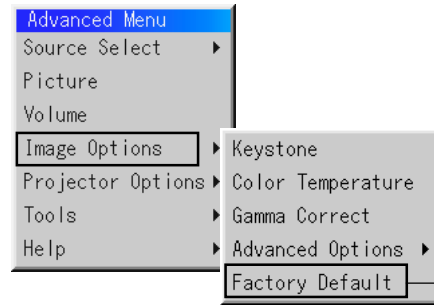 Advanced Menu
Source Select
Picture
Volume
Image Options
Projector Options
Tools
Help
Keystone
Color Temperature
Gamma Correct
Advanced Options
Factory Default